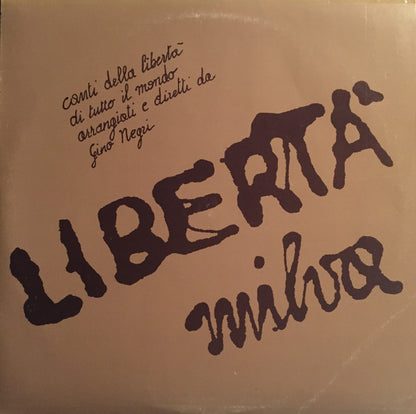 canti della libertà
di tutto il mondo
arrangiati e diretti da
Gino Negri
LIBERTÀ
milva